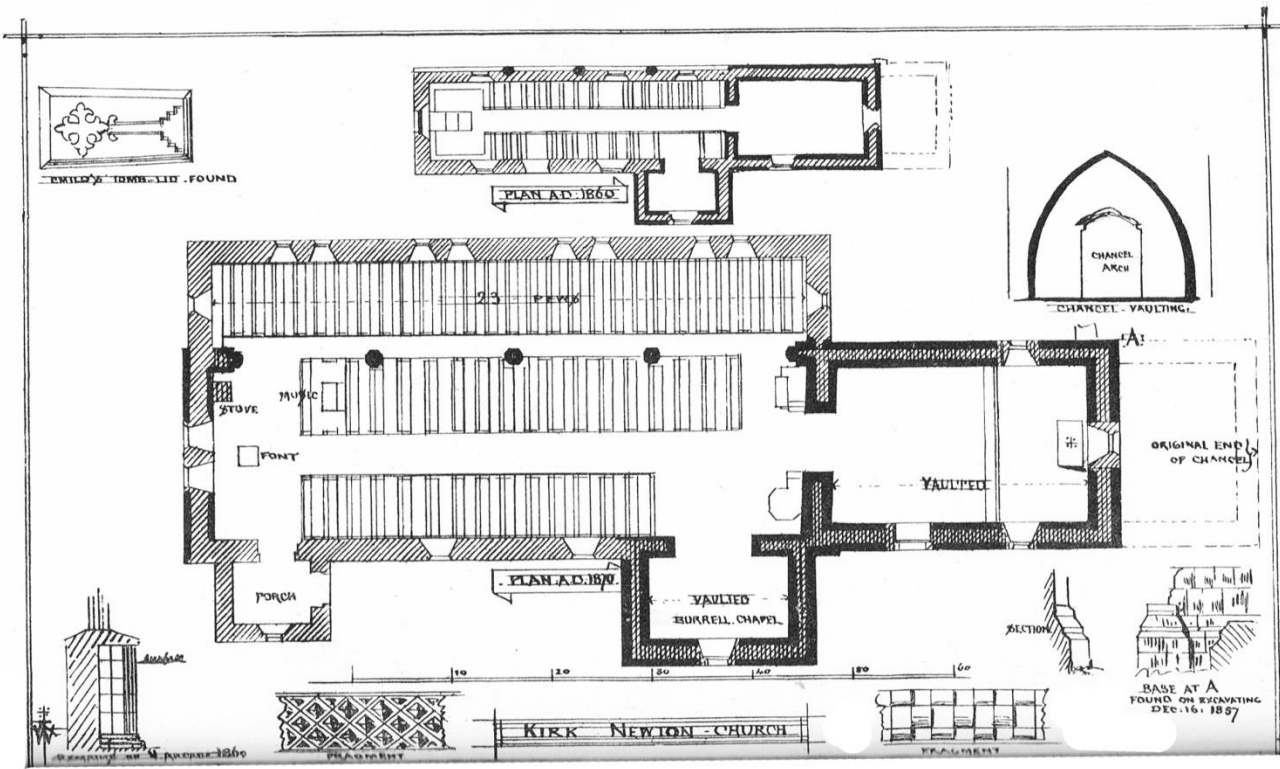 CHILD'S TOMB-LID FOUND
PLAN A.D. 1860
CHANCEL
ARCH
CHANCEL-VAULTING.
23 PEWS
A
STOVE
MUSIC
FONT
ORIGINAL END
OF CHANCEL
VAULTED
PLAN A.D. 1870.
PORCH
VAULTED
BURRELL CHAPEL
SECTION
10 20 30 40 50 60
BASE AT A
FOUND ON EXCAVATING
DEC. 16. 1857
KIRK NEWTON - CHURCH
1860
FRAGMENT
FRAGMENT